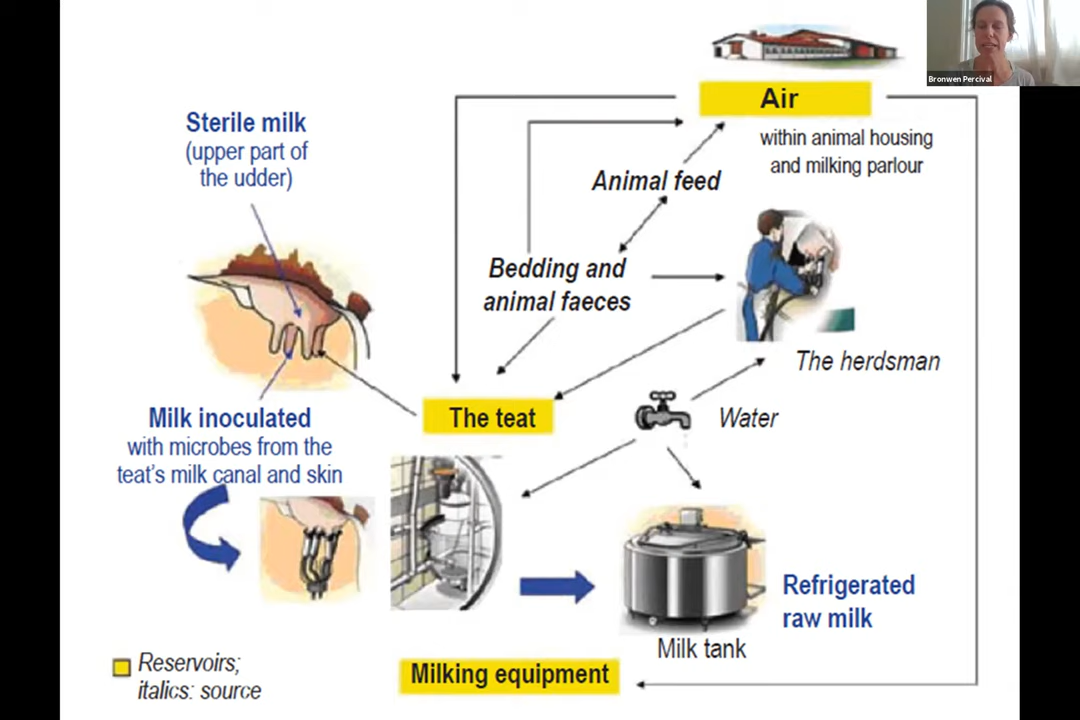 Bronwen Percival
Air
within animal housing
and milking parlour
Sterile milk
(upper part of
the udder)
Animal feed
Bedding and
animal faeces
The herdsman
The teat
Water
Milk inoculated
with microbes from the
teat's milk canal and skin
Refrigerated
raw milk
Milk tank
Milking equipment
Reservoirs;
italics: source